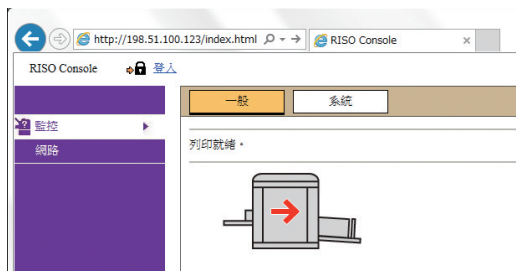 http://198.51.100.123/index.html
RISO Console
RISO Console
登入
一般
系統
監控
網路
列印就緒。